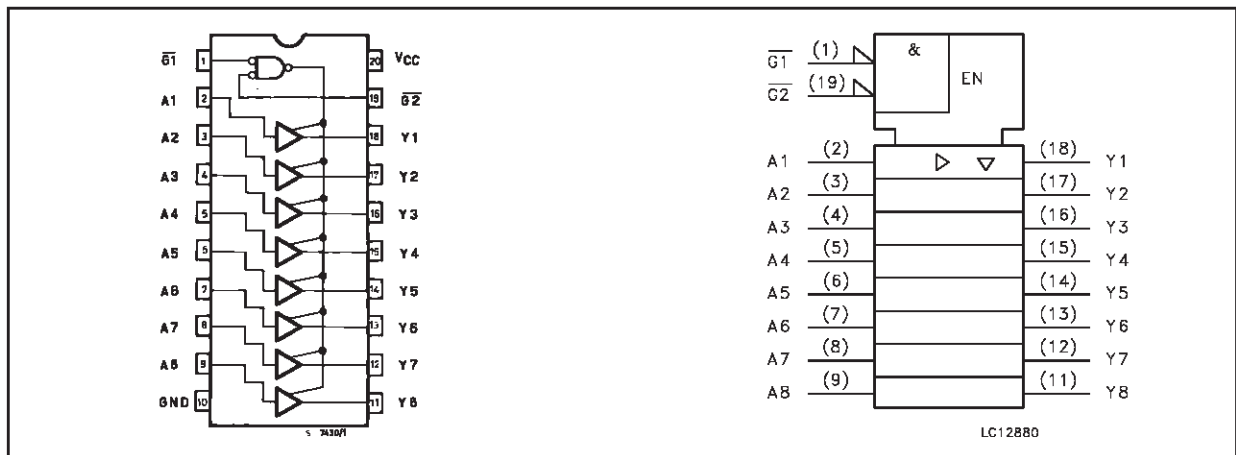 G1 1 20 VCC
A1 2 19 G2
A2 3 18 Y1
A3 4 17 Y2
A4 5 16 Y3
A5 6 15 Y4
A6 7 14 Y5
A7 8 13 Y6
A8 9 12 Y7
GND 10 11 Y8
S 7430/1
&
G1 (1)
EN
G2 (19)
A1 (2) (18) Y1
A2 (3) (17) Y2
A3 (4) (16) Y3
A4 (5) (15) Y4
A5 (6) (14) Y5
A6 (7) (13) Y6
A7 (8) (12) Y7
A8 (9) (11) Y8
LC12880